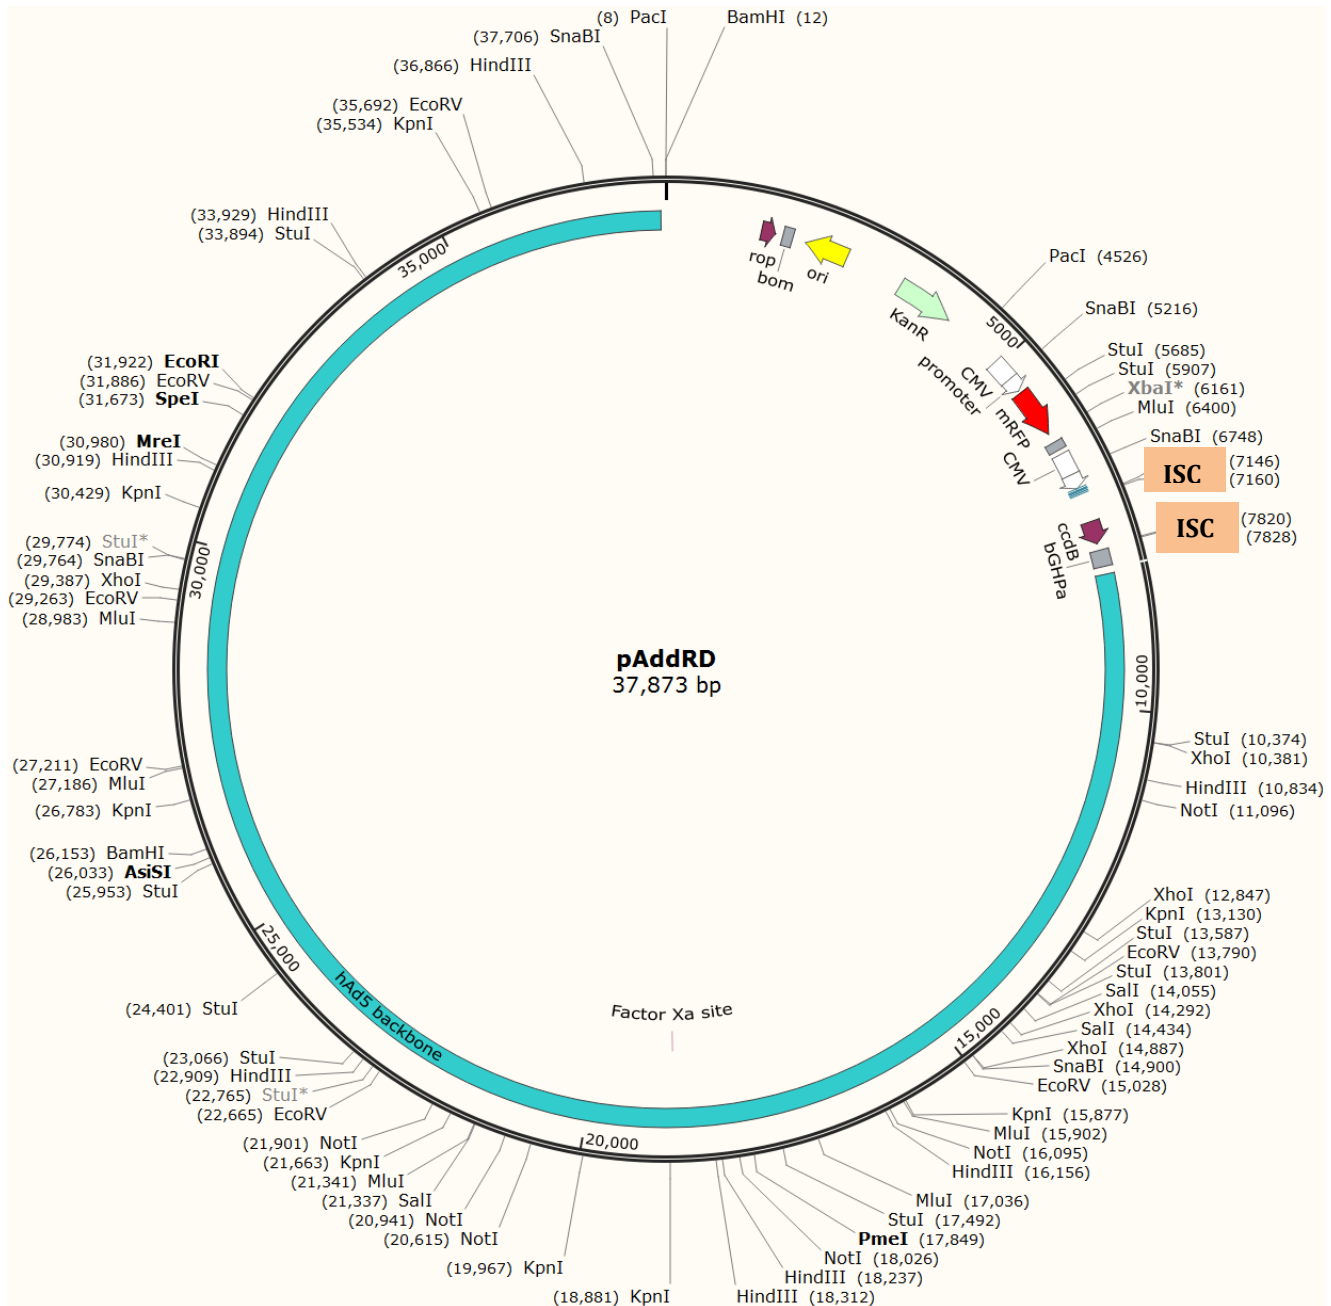 (8) PacI
BamHI (12)
(37,706) SnaBI
(36,866) HindIII
(35,692) EcoRV
(35,534) KpnI
(33,929) HindIII
(33,894) StuI
35,000
rop
bom
ori
KanR
PacI (4526)
5000
SnaBI (5216)
StuI (5685)
StuI (5907)
XbaI* (6161)
MluI (6400)
SnaBI (6748)
CMV
promoter
mRFP
CMV
ISC
(7146)
(7160)
ISC
(7820)
(7828)
ccdB
bGHPa
(31,922) EcoRI
(31,886) EcoRV
(31,673) SpeI
(30,980) MreI
(30,919) HindIII
(30,429) KpnI
(29,774) StuI*
(29,764) SnaBI
(29,387) XhoI
(29,263) EcoRV
(28,983) MluI
30,000
pAddRD
37,873 bp
10,000
StuI (10,374)
XhoI (10,381)
HindIII (10,834)
NotI (11,096)
(27,211) EcoRV
(27,186) MluI
(26,783) KpnI
(26,153) BamHI
(26,033) AsiSI
(25,953) StuI
25,000
XhoI (12,847)
KpnI (13,130)
StuI (13,587)
EcoRV (13,790)
StuI (13,801)
SalI (14,055)
XhoI (14,292)
SalI (14,434)
XhoI (14,887)
SnaBI (14,900)
EcoRV (15,028)
15,000
(24,401) StuI
hAd5 backbone
Factor Xa site
(23,066) StuI
(22,909) HindIII
(22,765) StuI*
(22,665) EcoRV
(21,901) NotI
(21,663) KpnI
(21,341) MluI
(21,337) SalI
(20,941) NotI
(20,615) NotI
(19,967) KpnI
20,000
(18,881) KpnI
KpnI (15,877)
MluI (15,902)
NotI (16,095)
HindIII (16,156)
MluI (17,036)
StuI (17,492)
PmeI (17,849)
NotI (18,026)
HindIII (18,237)
HindIII (18,312)